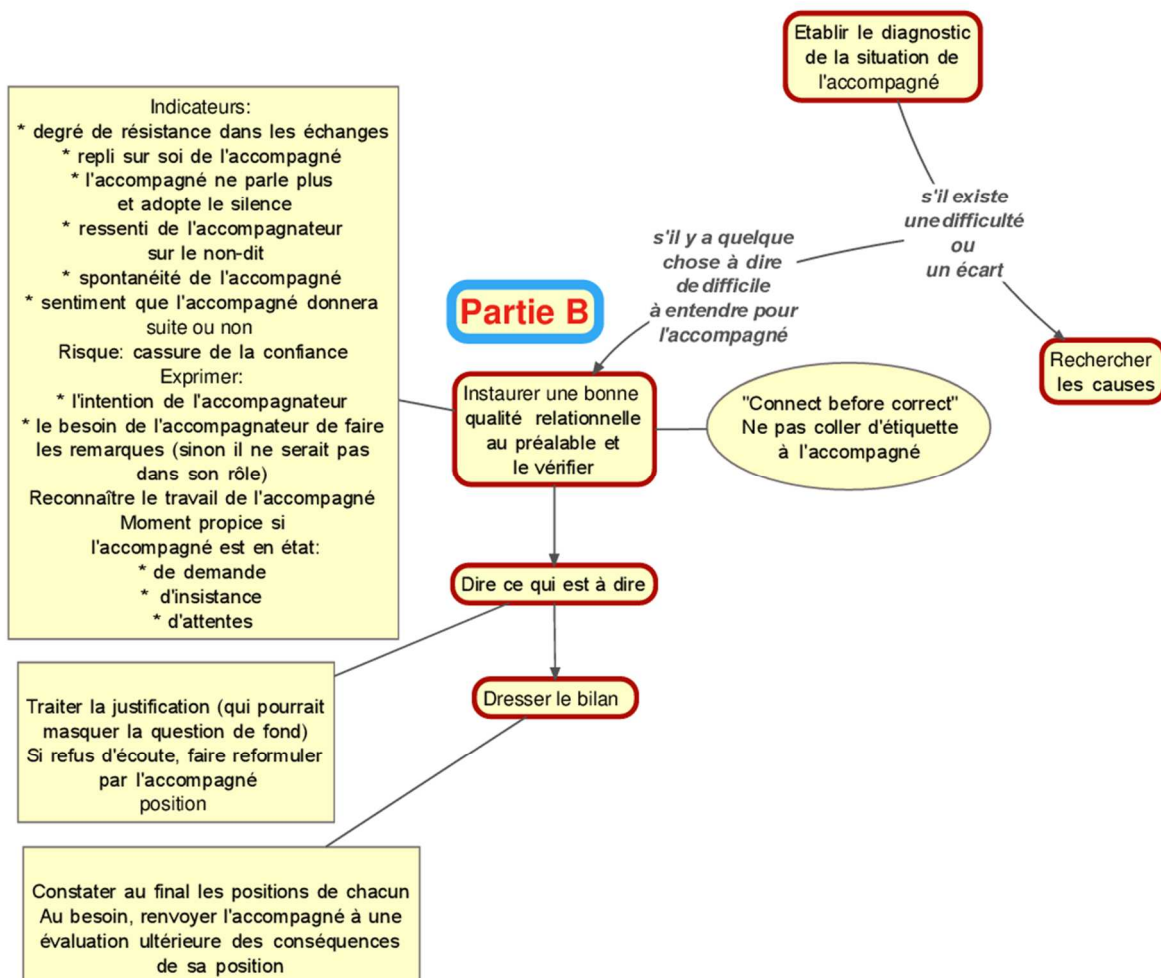 Etablir le diagnostic
de la situation de
l'accompagné
s'il existe
une difficulté
ou
un écart
Rechercher
les causes
s'il y a quelque
chose à dire
de difficile
à entendre pour
l'accompagné
Partie B
Instaurer une bonne
qualité relationnelle
au préalable et
le vérifier
"Connect before correct"
Ne pas coller d'étiquette
à l'accompagné
Indicateurs:
* degré de résistance dans les échanges
* repli sur soi de l'accompagné
* l'accompagné ne parle plus
et adopte le silence
* ressenti de l'accompagnateur
sur le non-dit
* spontanéité de l'accompagné
* sentiment que l'accompagné donnera
suite ou non
Risque: cassure de la confiance
Exprimer:
* l'intention de l'accompagnateur
* le besoin de l'accompagnateur de faire
les remarques (sinon il ne serait pas
dans son rôle)
Reconnaître le travail de l'accompagné
Moment propice si
l'accompagné est en état:
* de demande
* d'insistance
* d'attentes
Dire ce qui est à dire
Traiter la justification (qui pourrait
masquer la question de fond)
Si refus d'écoute, faire reformuler
par l'accompagné
position
Dresser le bilan
Constater au final les positions de chacun
Au besoin, renvoyer l'accompagné à une
évaluation ultérieure des conséquences
de sa position